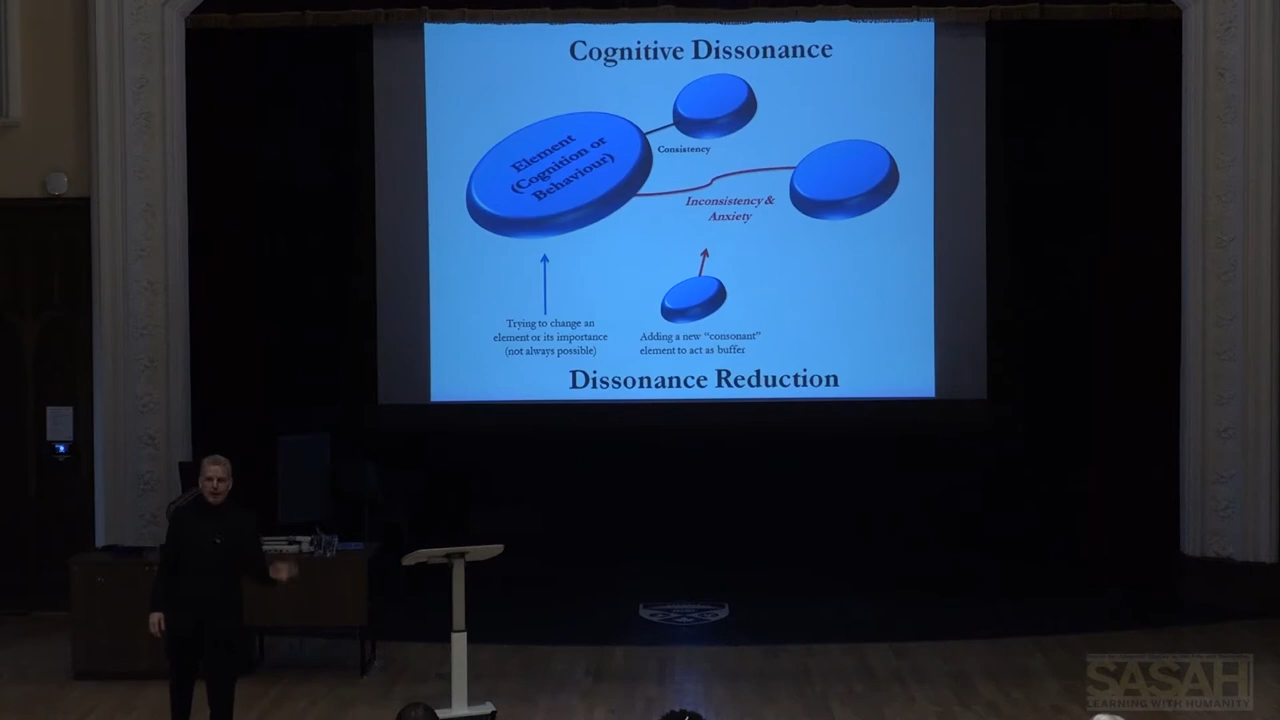 Cognitive Dissonance
Element
(Cognition or
Behaviour)
Consistency
Inconsistency &
Anxiety
Trying to change an
element or its importance
(not always possible)
Adding a new “consonant”
element to act as buffer
Dissonance Reduction
SASAH
LEARNING WITH HUMANITY